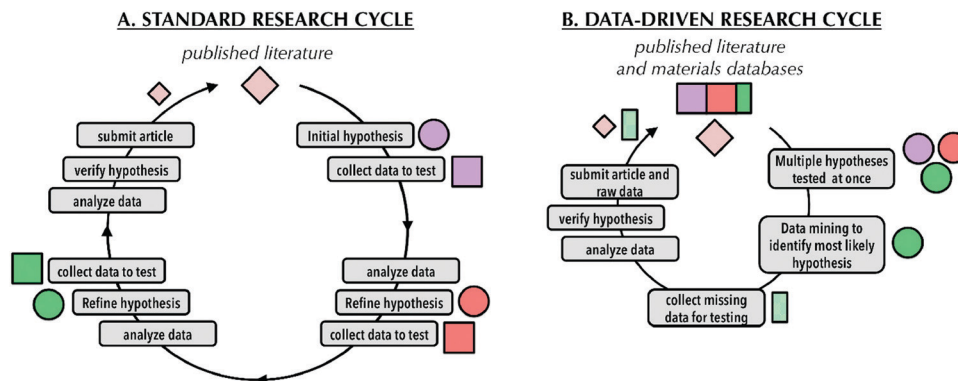 A. STANDARD RESEARCH CYCLE
published literature
submit article
verify hypothesis
analyze data
Initial hypothesis
collect data to test
analyze data
Refine hypothesis
collect data to test
collect data to test
Refine hypothesis
analyze data
B. DATA-DRIVEN RESEARCH CYCLE
published literature
and materials databases
Multiple hypotheses
tested at once
Data mining to
identify most likely
hypothesis
collect missing
data for testing
submit article and
raw data
verify hypothesis
analyze data